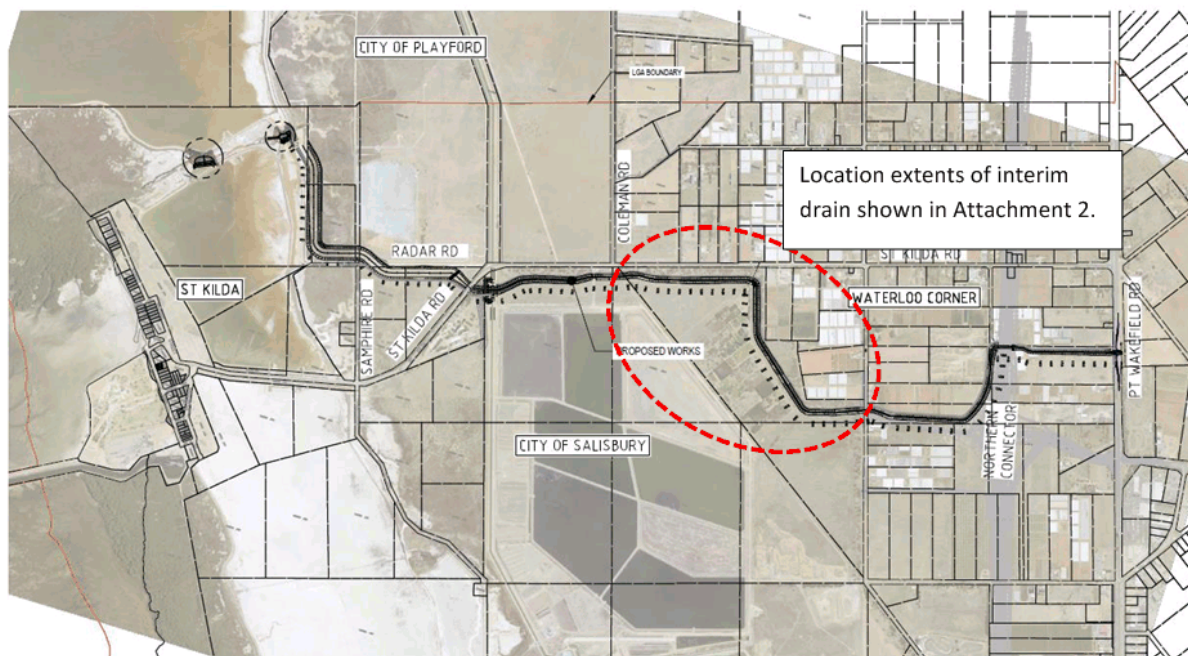 CITY OF PLAYFORD
LGA BOUNDARY
COLEMAN RD
Location extents of interim
drain shown in Attachment 2.
RADAR RD
ST KILDA RD
ST KILDA
SAMPHIRE RD
ST KILDA RD
WATERLOO CORNER
PROPOSED WORKS
PT WAKEFIELD RD
CITY OF SALISBURY
NORTHERN
CONNECTOR